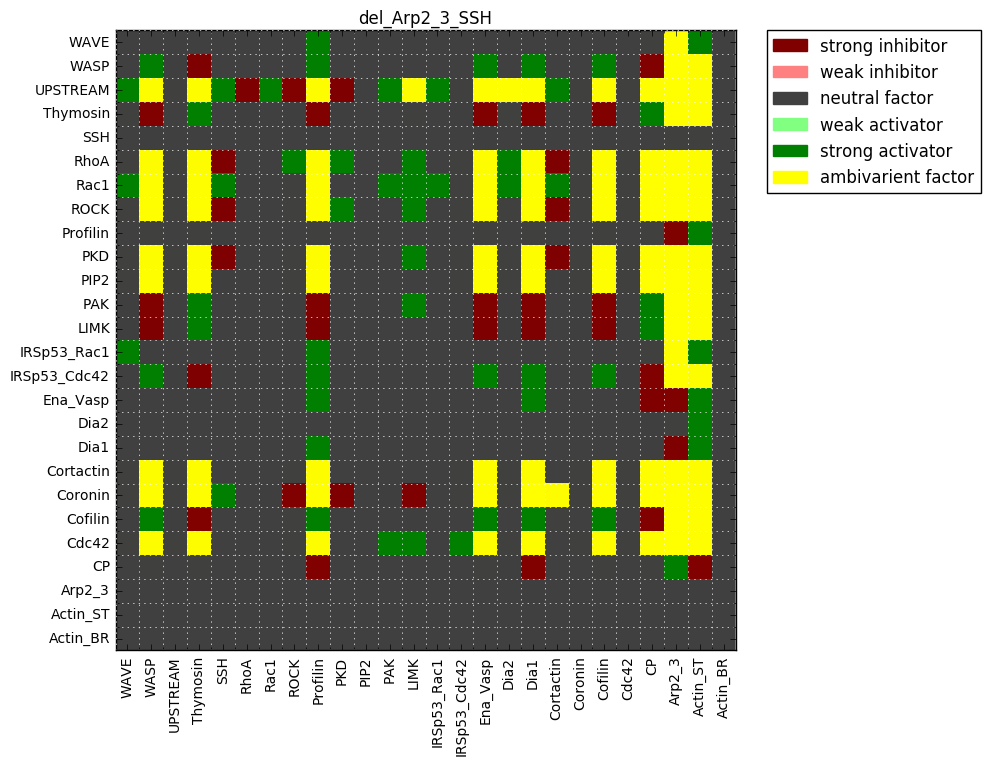 del_Arp2_3_SSH
WAVE
WASP
UPSTREAM
Thymosin
SSH
RhoA
Rac1
ROCK
Profilin
PKD
PIP2
PAK
LIMK
IRSp53_Rac1
IRSp53_Cdc42
Ena_Vasp
Dia2
Dia1
Cortactin
Coronin
Cofilin
Cdc42
CP
Arp2_3
Actin_ST
Actin_BR
WAVE
WASP
UPSTREAM
Thymosin
SSH
RhoA
Rac1
ROCK
Profilin
PKD
PIP2
PAK
LIMK
IRSp53_Rac1
IRSp53_Cdc42
Ena_Vasp
Dia2
Dia1
Cortactin
Coronin
Cofilin
Cdc42
CP
Arp2_3
Actin_ST
Actin_BR
strong inhibitor
weak inhibitor
neutral factor
weak activator
strong activator
ambivarient factor